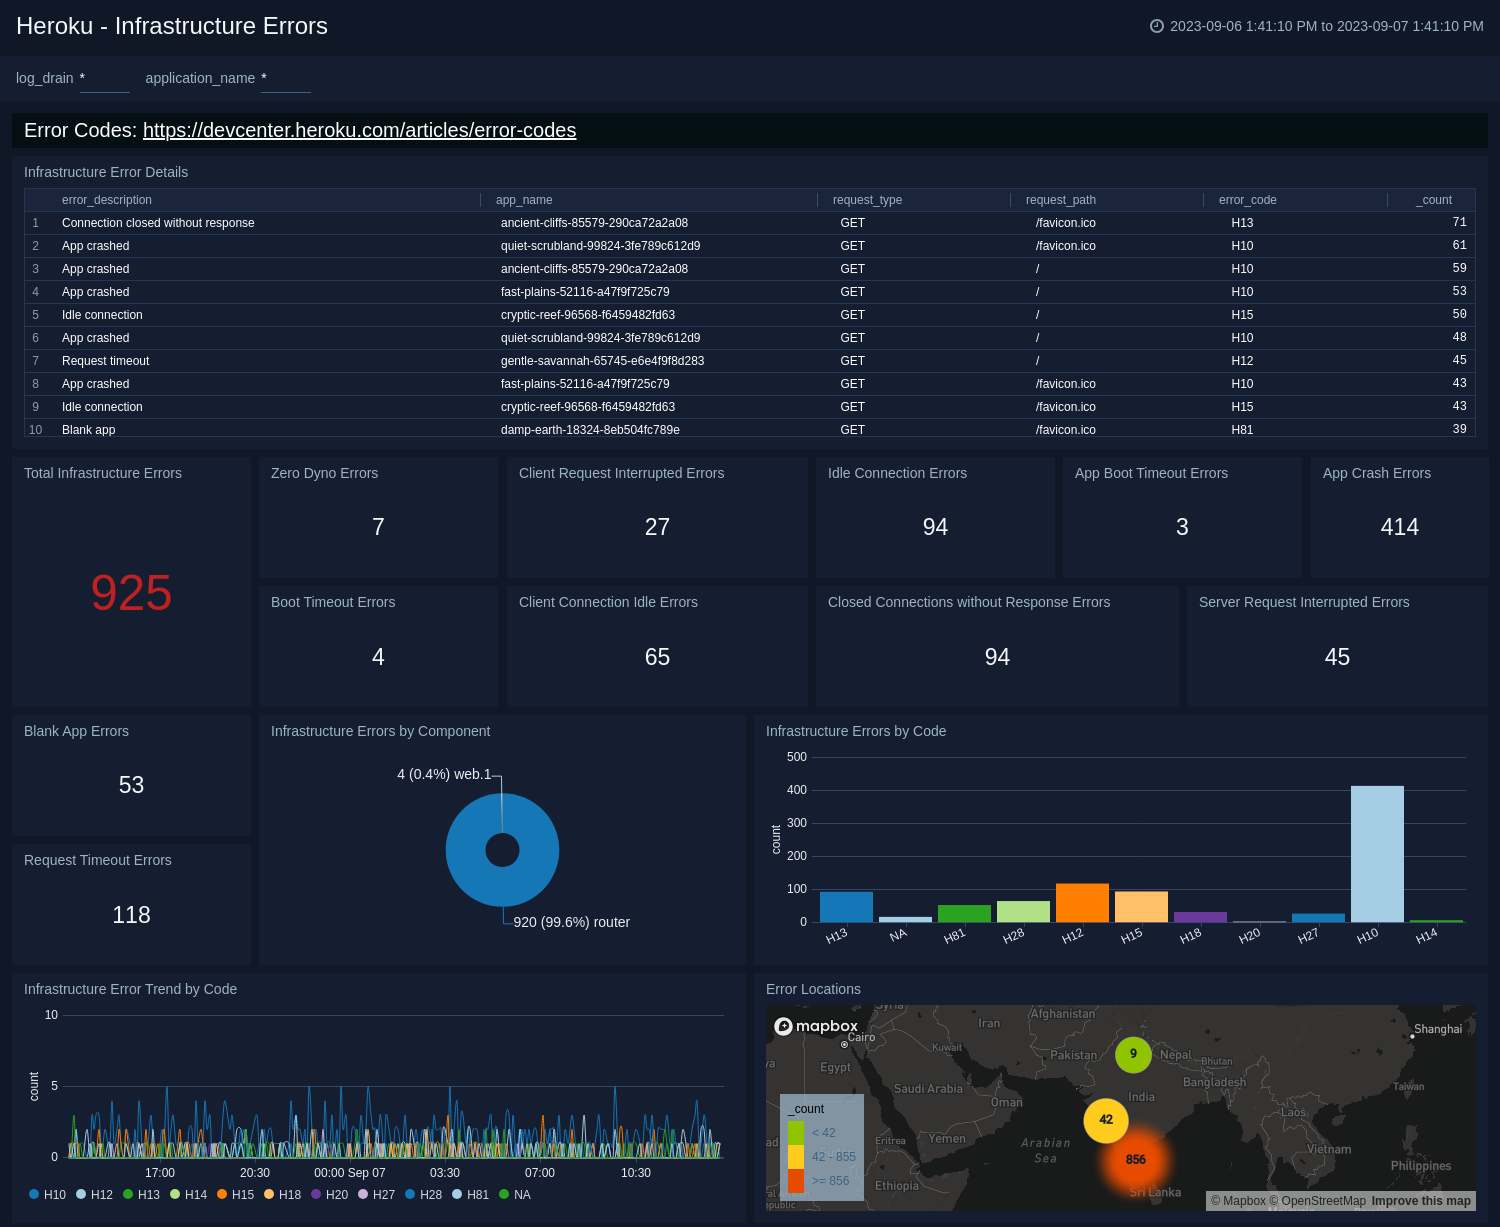 Heroku - Infrastructure Errors
2023-09-06 1:41:10 PM to 2023-09-07 1:41:10 PM
log_drain * application_name *
Error Codes: https://devcenter.heroku.com/articles/error-codes
Infrastructure Error Details
error_description app_name request_type request_path error_code _count
1 Connection closed without response ancient-cliffs-85579-290ca72a2a08 GET /favicon.ico H13 71
2 App crashed quiet-scrubland-99824-3fe789c612d9 GET /favicon.ico H10 61
3 App crashed ancient-cliffs-85579-290ca72a2a08 GET / H10 59
4 App crashed fast-plains-52116-a47f9f725c79 GET / H10 53
5 Idle connection cryptic-reef-96568-f6459482fd63 GET / H15 50
6 App crashed quiet-scrubland-99824-3fe789c612d9 GET / H10 48
7 Request timeout gentle-savannah-65745-e6e4f9f8d283 GET / H12 45
8 App crashed fast-plains-52116-a47f9f725c79 GET /favicon.ico H10 43
9 Idle connection cryptic-reef-96568-f6459482fd63 GET /favicon.ico H15 43
10 Blank app damp-earth-18324-8eb504fc789e GET /favicon.ico H81 39
Total Infrastructure Errors
925
Zero Dyno Errors
7
Client Request Interrupted Errors
27
Idle Connection Errors
94
App Boot Timeout Errors
3
App Crash Errors
414
Boot Timeout Errors
4
Client Connection Idle Errors
65
Closed Connections without Response Errors
94
Server Request Interrupted Errors
45
Blank App Errors
53
Request Timeout Errors
118
Infrastructure Errors by Component
4 (0.4%) web.1
920 (99.6%) router
Infrastructure Errors by Code
500
400
300
200
100
0
count
H13 NA H81 H28 H12 H15 H18 H20 H27 H10 H14
Infrastructure Error Trend by Code
10
5
0
count
17:00 20:30 00:00 Sep 07 03:30 07:00 10:30
H10 H12 H13 H14 H15 H18 H20 H27 H28 H81 NA
Error Locations
mapbox
Syria
Iran
Afghanistan
Shanghai
Cairo
Kuwait
Pakistan
9
Nepal
Bhutan
Egypt
Saudi Arabia
Oman
India
Bangladesh
Taiwan
42
Laos
_count
< 42
42 - 855
>= 856
Eritrea
Yemen
Arabian
Sea
Vietnam
856
Philippines
Ethiopia
Sri Lanka
© Mapbox © OpenStreetMap Improve this map